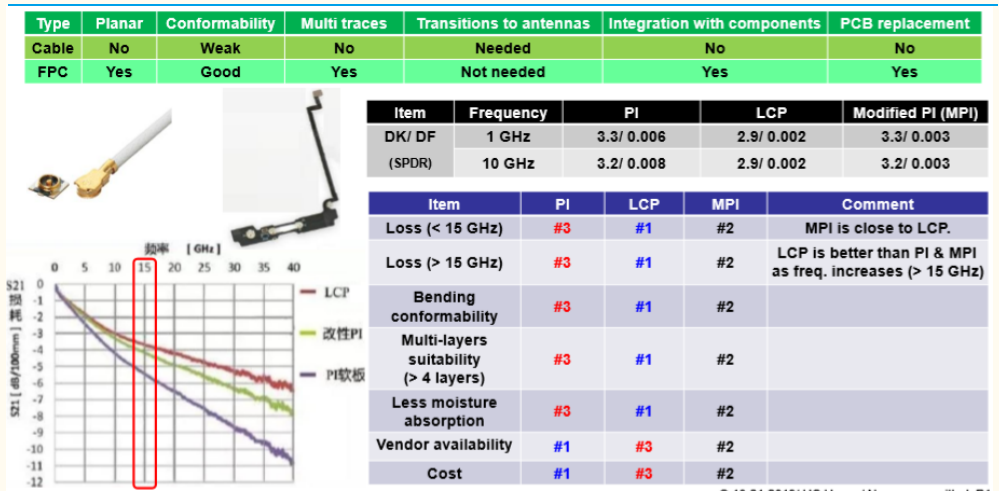 Type Planar Conformability Multi traces Transitions to antennas Integration with components PCB replacement
Cable No Weak No Needed No No
FPC Yes Good Yes Not needed Yes Yes
Item Frequency PI LCP Modified PI (MPI)
DK/ DF 1 GHz 3.3/ 0.006 2.9/ 0.002 3.3/ 0.003
(SPDR) 10 GHz 3.2/ 0.008 2.9/ 0.002 3.2/ 0.003
Item PI LCP MPI Comment
Loss (< 15 GHz) #3 #1 #2 MPI is close to LCP.
Loss (> 15 GHz) #3 #1 #2 LCP is better than PI & MPI
as freq. increases (> 15 GHz)
Bending
conformability #3 #1 #2
Multi-layers
suitability
(> 4 layers) #3 #1 #2
Less moisture
absorption #3 #1 #2
Vendor availability #1 #3 #2
Cost #1 #3 #2
频率 [ GHz ]
0 5 10 15 20 25 30 35 40
S21
损
耗
S21 [ dB/100mm ]
0
-1
-2
-3
-4
-5
-6
-7
-8
-9
-10
-11
-12
LCP
改性PI
PI软板